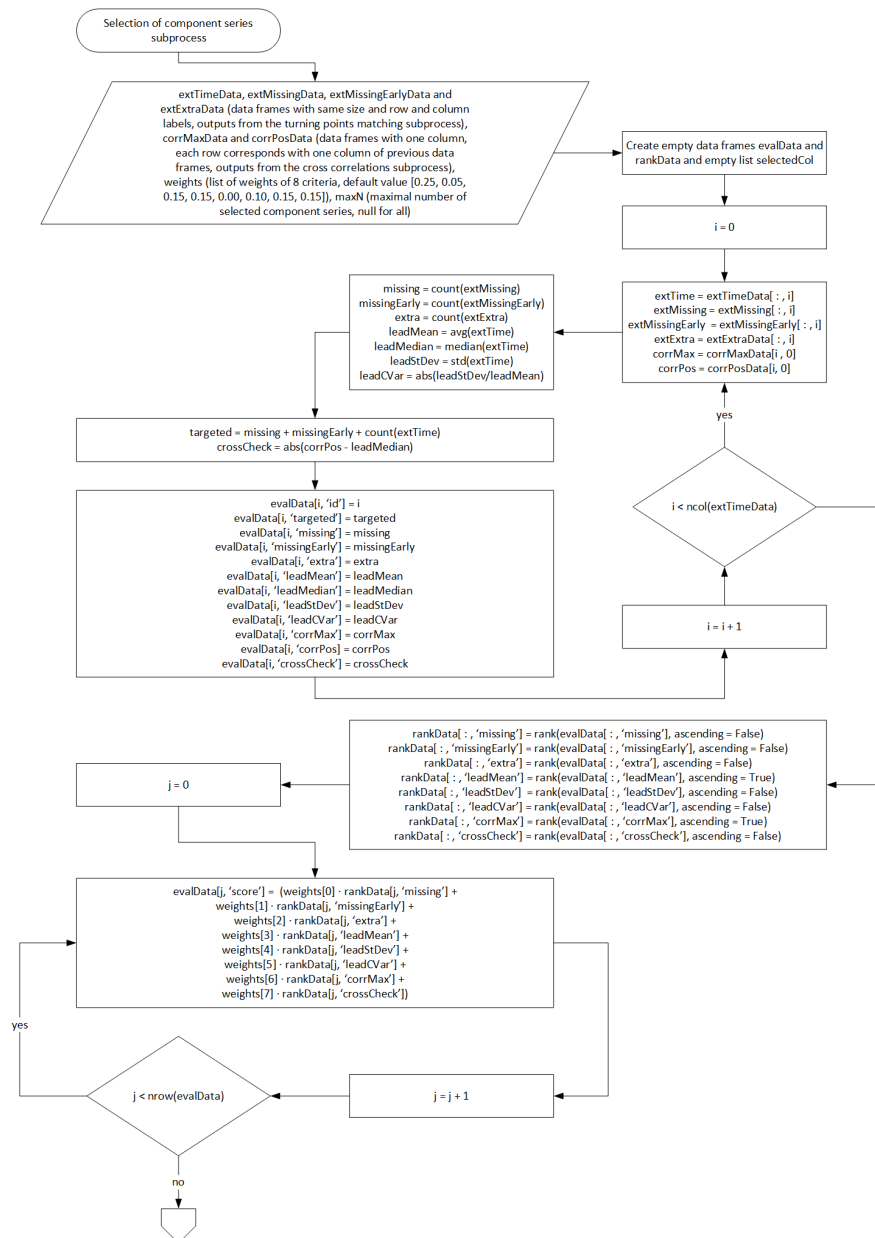 Selection of component series
subprocess
extTimeData, extMissingData, extMissingEarlyData and
extExtraData (data frames with same size and row and column
labels, outputs from the turning points matching subprocess),
corrMaxData and corrPosData (data frames with one column,
each row corresponds with one column of previous data
frames, outputs from the cross correlations subprocess),
weights (list of weights of 8 criteria, default value [0.25, 0.05,
0.15, 0.15, 0.00, 0.10, 0.15, 0.15]), maxN (maximal number of
selected component series, null for all)
Create empty data frames evalData and
rankData and empty list selectedCol
i = 0
extTime = extTimeData[ : , i]
extMissing = extMissing[ : , i]
extMissingEarly = extMissingEarly[ : , i]
extExtra = extExtraData[ : , i]
corrMax = corrMaxData[i , 0]
corrPos = corrPosData[i, 0]
missing = count(extMissing)
missingEarly = count(extMissingEarly)
extra = count(extExtra)
leadMean = avg(extTime)
leadMedian = median(extTime)
leadStDev = std(extTime)
leadCVar = abs(leadStDev/leadMean)
targeted = missing + missingEarly + count(extTime)
crossCheck = abs(corrPos - leadMedian)
evalData[i, ‘id’] = i
evalData[i, ‘targeted’] = targeted
evalData[i, ‘missing’] = missing
evalData[i, ‘missingEarly’] = missingEarly
evalData[i, ‘extra’] = extra
evalData[i, ‘leadMean’] = leadMean
evalData[i, ‘leadMedian’] = leadMedian
evalData[i, ‘leadStDev’] = leadStDev
evalData[i, ‘leadCVar’] = leadCVar
evalData[i, ‘corrMax’] = corrMax
evalData[i, ‘corrPos] = corrPos
evalData[i, ‘crossCheck’] = crossCheck
i = i + 1
i < ncol(extTimeData)
yes
rankData[ : , ‘missing’] = rank(evalData[ : , ‘missing’], ascending = False)
rankData[ : , ‘missingEarly’] = rank(evalData[ : , ‘missingEarly’], ascending = False)
rankData[ : , ‘extra’] = rank(evalData[ : , ‘extra’], ascending = False)
rankData[ : , ‘leadMean’] = rank(evalData[ : , ‘leadMean’], ascending = True)
rankData[ : , ‘leadStDev’] = rank(evalData[ : , ‘leadStDev’], ascending = False)
rankData[ : , ‘leadCVar’] = rank(evalData[ : , ‘leadCVar’], ascending = False)
rankData[ : , ‘corrMax’] = rank(evalData[ : , ‘corrMax’], ascending = True)
rankData[ : , ‘crossCheck’] = rank(evalData[ : , ‘crossCheck’], ascending = False)
j = 0
evalData[j, ‘score’] = (weights[0] · rankData[j, ‘missing’] +
weights[1] · rankData[j, ‘missingEarly’] +
weights[2] · rankData[j, ‘extra’] +
weights[3] · rankData[j, ‘leadMean’] +
weights[4] · rankData[j, ‘leadStDev’] +
weights[5] · rankData[j, ‘leadCVar’] +
weights[6] · rankData[j, ‘corrMax’] +
weights[7] · rankData[j, ‘crossCheck’])
j = j + 1
j < nrow(evalData)
yes
no